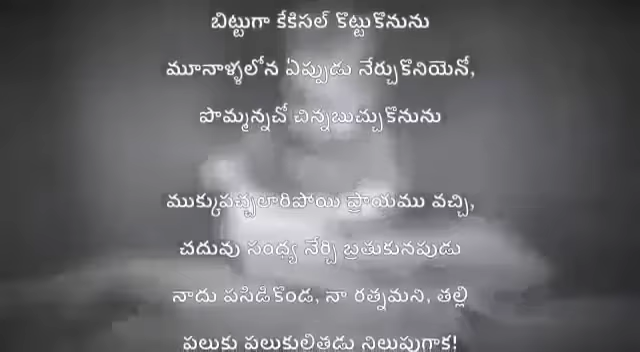 బిట్టుగా కేకిసల్ కొట్టుకొనును
మూనాళ్ళలోన ఏప్పుడు నేర్చుకొనియెనో,
పొమ్మన్నచో చిన్నబుచ్చుకొనును
ముక్కుపచ్చలారిపోయి ప్రాయము వచ్చి,
చదువు సంధ్య నేర్చి బ్రతుకునపుడు
నాదు పసిడికొండ, నా రత్నమని, తల్లి
పలుకు పలుకులితడు నిలుపుగాక!